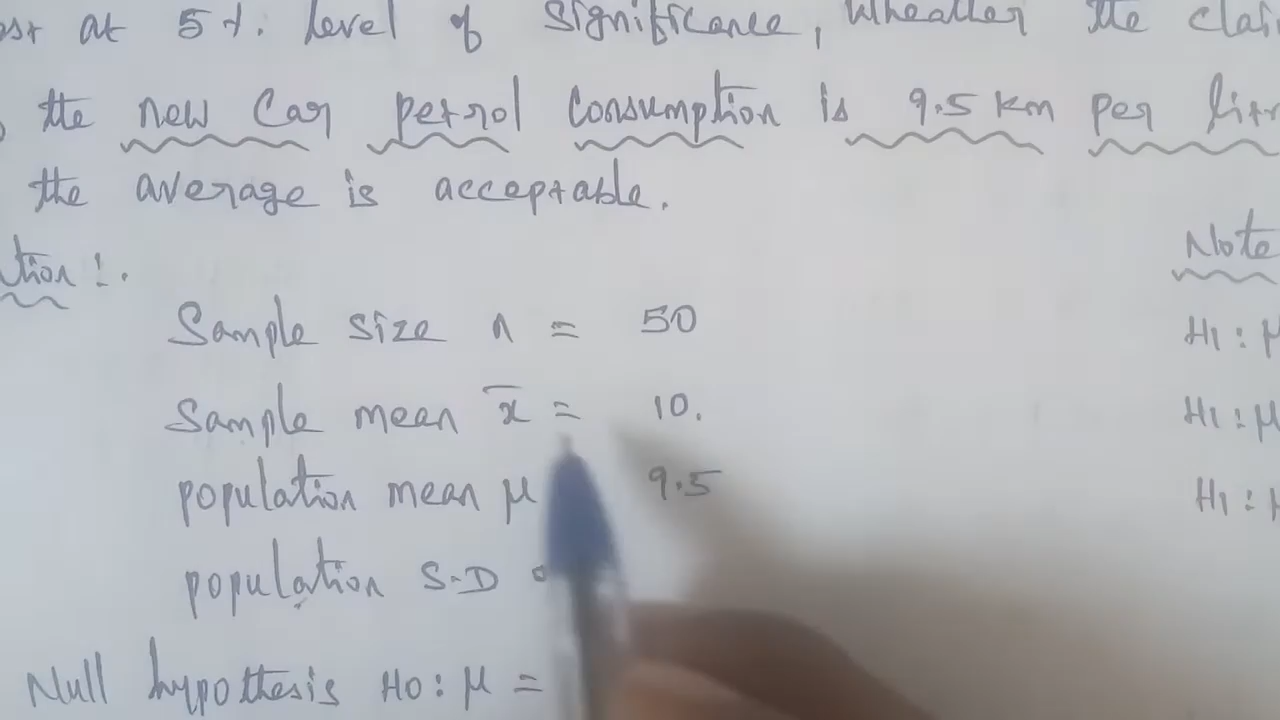 at 5%. level of significance, Wheather the
the new Car petrol consumption is 9.5 km per
the average is acceptable.
Note
Sample size n = 50
H1 : μ
Sample mean x̄ = 10.
H1 : μ
population mean μ 9.5
H1 :
population S.D
Null hypothesis H0 : μ =